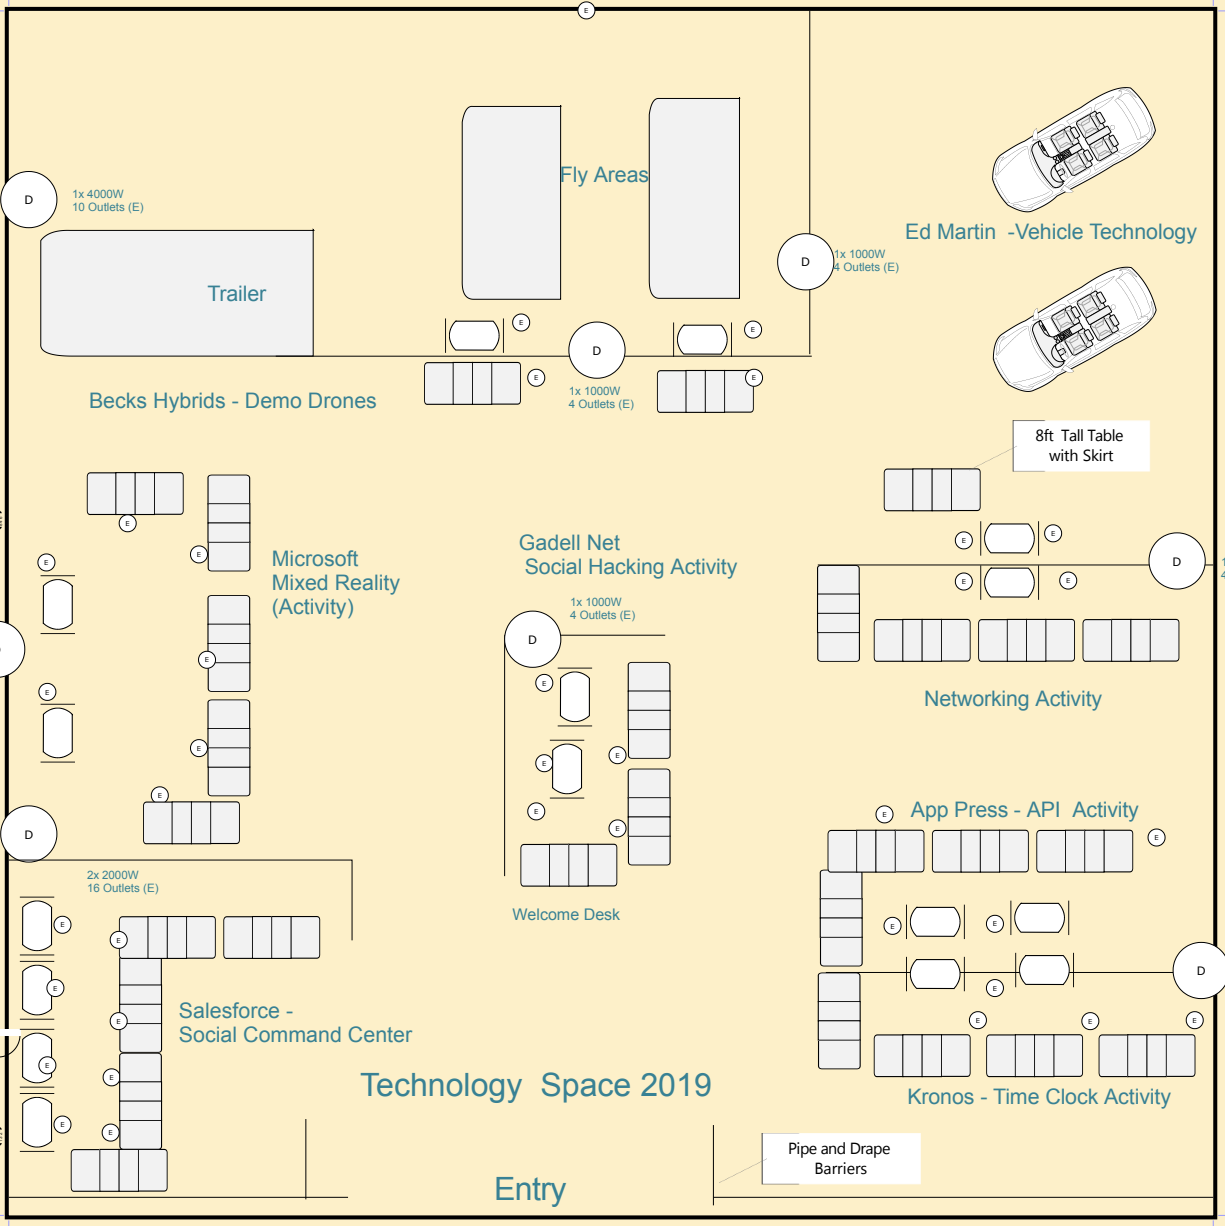 E
D
1x 4000W
10 Outlets (E)
Fly Areas
Ed Martin -Vehicle Technology
D
1x 1000W
4 Outlets (E)
Trailer
E
E
D
E
E
1x 1000W
4 Outlets (E)
Becks Hybrids - Demo Drones
8ft Tall Table
with Skirt
E
E
E
Microsoft
Mixed Reality
(Activity)
E
E
E
E
E
Gadell Net
Social Hacking Activity
1x 1000W
4 Outlets (E)
D
E
E
E
E
E
Welcome Desk
E
E
D
E
E
Networking Activity
D
2x 2000W
16 Outlets (E)
E
E
E
E
E
E
E
E
Salesforce -
Social Command Center
App Press - API Activity
E
E
E
E
D
E
E
E
E
Kronos - Time Clock Activity
Technology Space 2019
Pipe and Drape
Barriers
Entry